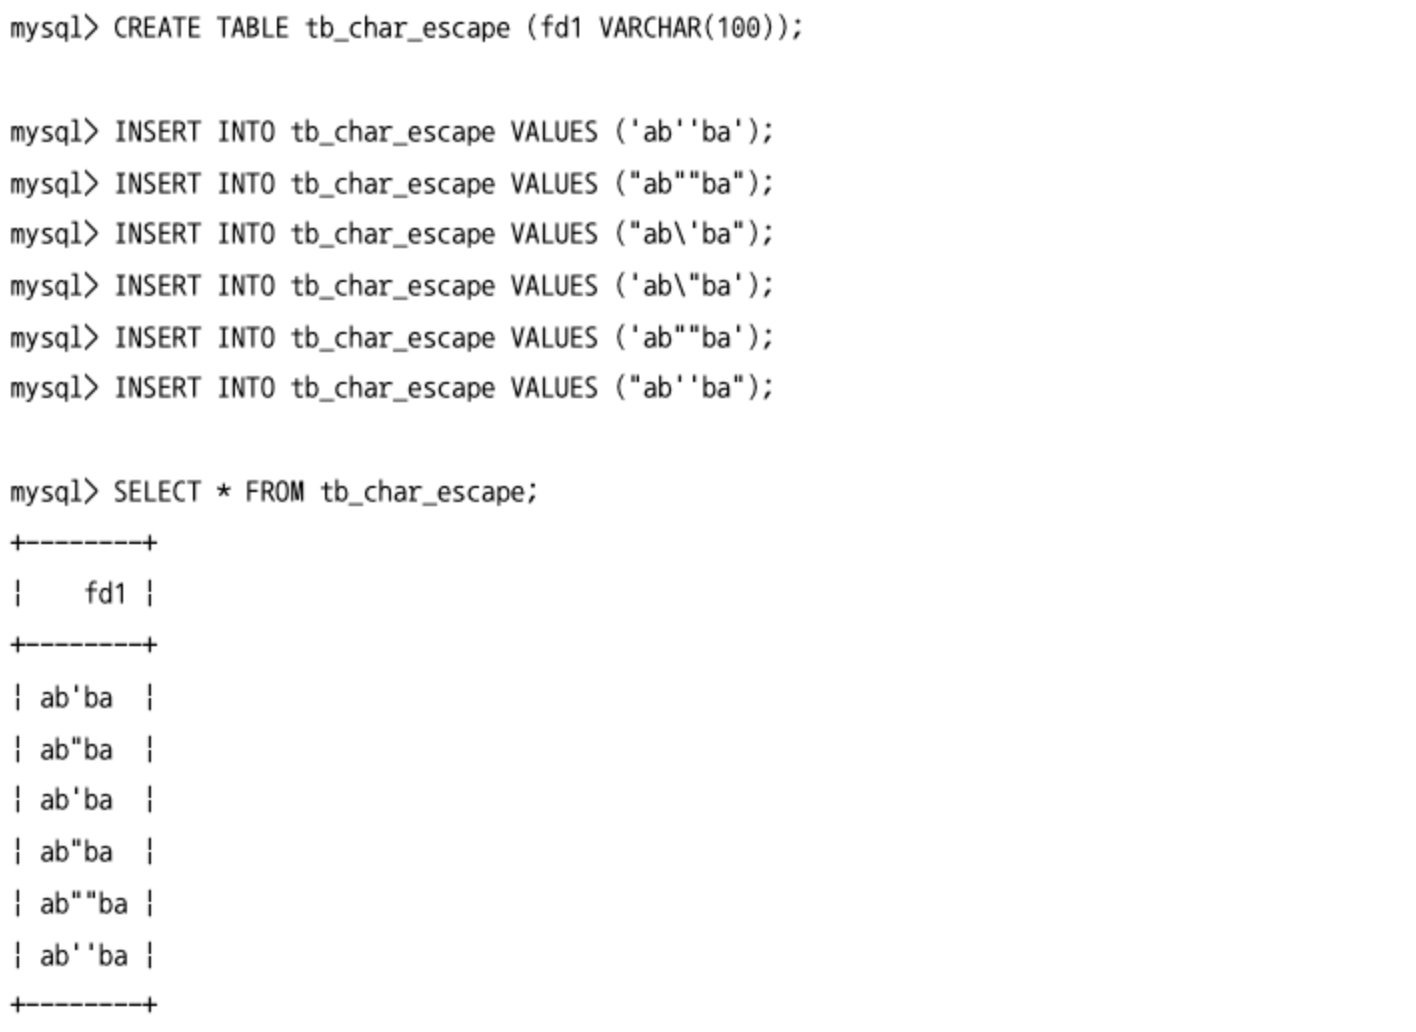 mysql> CREATE TABLE tb_char_escape (fd1 VARCHAR(100));
mysql> INSERT INTO tb_char_escape VALUES ('ab''ba');
mysql> INSERT INTO tb_char_escape VALUES ("ab""ba");
mysql> INSERT INTO tb_char_escape VALUES ("ab\'ba");
mysql> INSERT INTO tb_char_escape VALUES ('ab\"ba');
mysql> INSERT INTO tb_char_escape VALUES ('ab""ba');
mysql> INSERT INTO tb_char_escape VALUES ("ab''ba");
mysql> SELECT * FROM tb_char_escape;
+--------+
¦    fd1 ¦
+--------+
¦ ab'ba  ¦
¦ ab"ba  ¦
¦ ab'ba  ¦
¦ ab"ba  ¦
¦ ab""ba ¦
¦ ab''ba ¦
+--------+